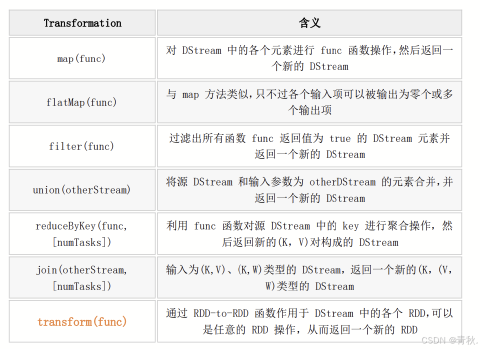 Transformation 含义
map(func)
对 DStream 中的各个元素进行 func 函数操作,然后返回一
个新的 DStream
flatMap(func)
与 map 方法类似,只不过各个输入项可以被输出为零个或多
个输出项
filter(func)
过滤出所有函数 func 返回值为 true 的 DStream 元素并
返回一个新的 DStream
union(otherStream)
将源 DStream 和输入参数为 otherDStream 的元素合并,并
返回一个新的 DStream
reduceByKey(func,
[numTasks])
利用 func 函数对源 DStream 中的 key 进行聚合操作,然
后返回新的(K,V)对构成的 DStream
join(otherStream,
[numTasks])
输入为(K,V)、(K,W)类型的 DStream,返回一个新的(K,(V,
W)类型的 DStream
transform(func)
通过 RDD-to-RDD 函数作用于 DStream 中的各个 RDD,可以
是任意的 RDD 操作,从而返回一个新的 RDD
CSDN @青秋.